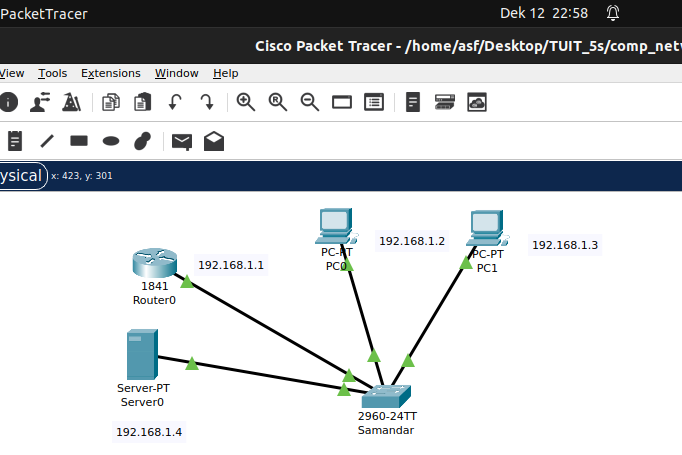 PacketTracer
Dek 12 22:58
Cisco Packet Tracer - /home/asf/Desktop/TUIT_5s/comp_net
View Tools Extensions Window Help
ysical x: 423, y: 301
192.168.1.2
192.168.1.3
PC-PT
PC0
PC-PT
PC1
192.168.1.1
1841
Router0
Server-PT
Server0
2960-24TT
Samandar
192.168.1.4